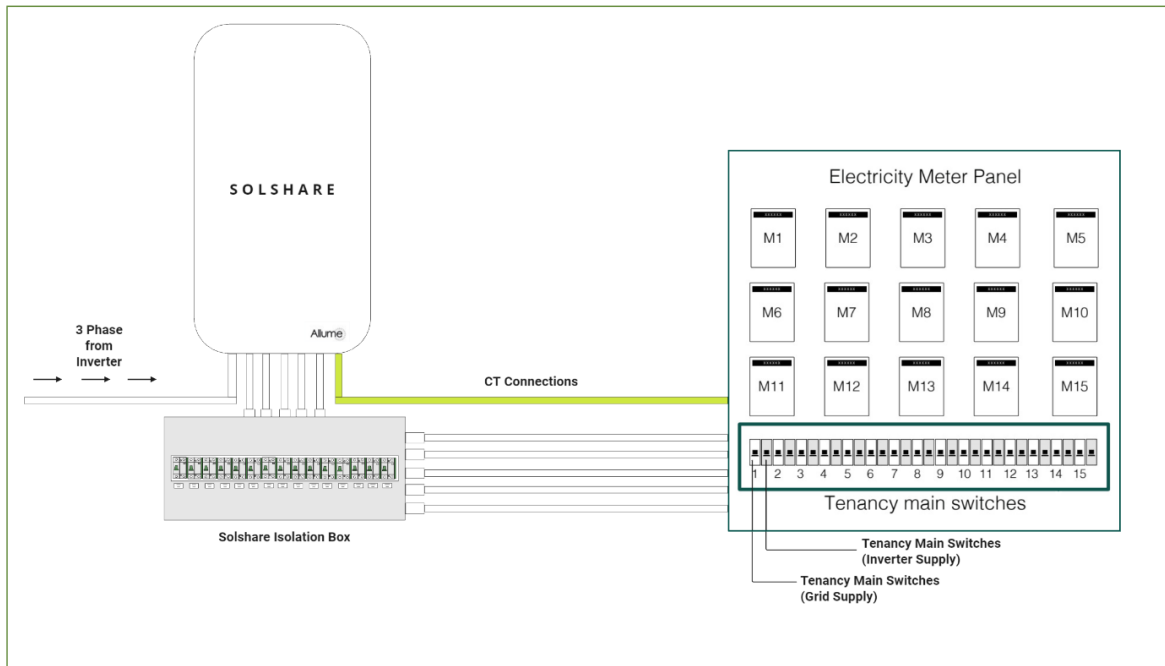 SOLSHARE
Allume
3 Phase
from
Inverter
CT Connections
Solshare Isolation Box
Electricity Meter Panel
M1 M2 M3 M4 M5
M6 M7 M8 M9 M10
M11 M12 M13 M14 M15
1 2 3 4 5 6 7 8 9 10 11 12 13 14 15
Tenancy main switches
Tenancy Main Switches
(Inverter Supply)
Tenancy Main Switches
(Grid Supply)